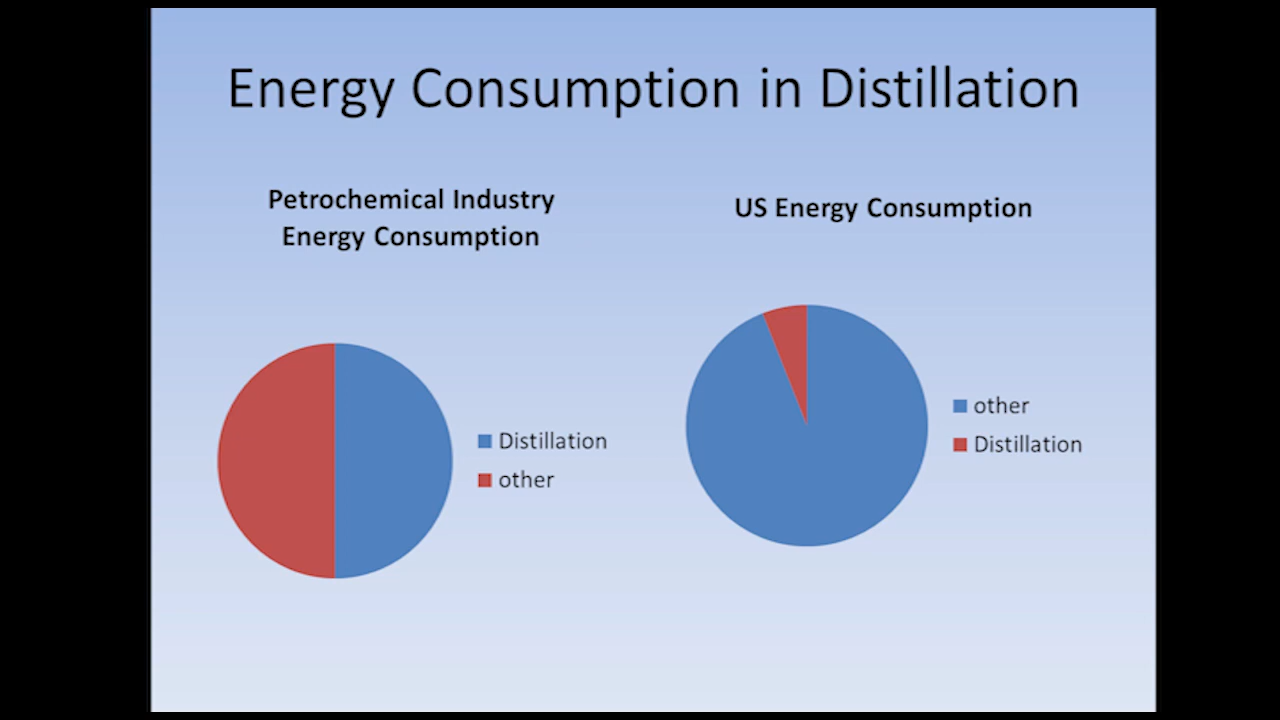 Energy Consumption in Distillation
Petrochemical Industry
Energy Consumption
Distillation
other
US Energy Consumption
other
Distillation